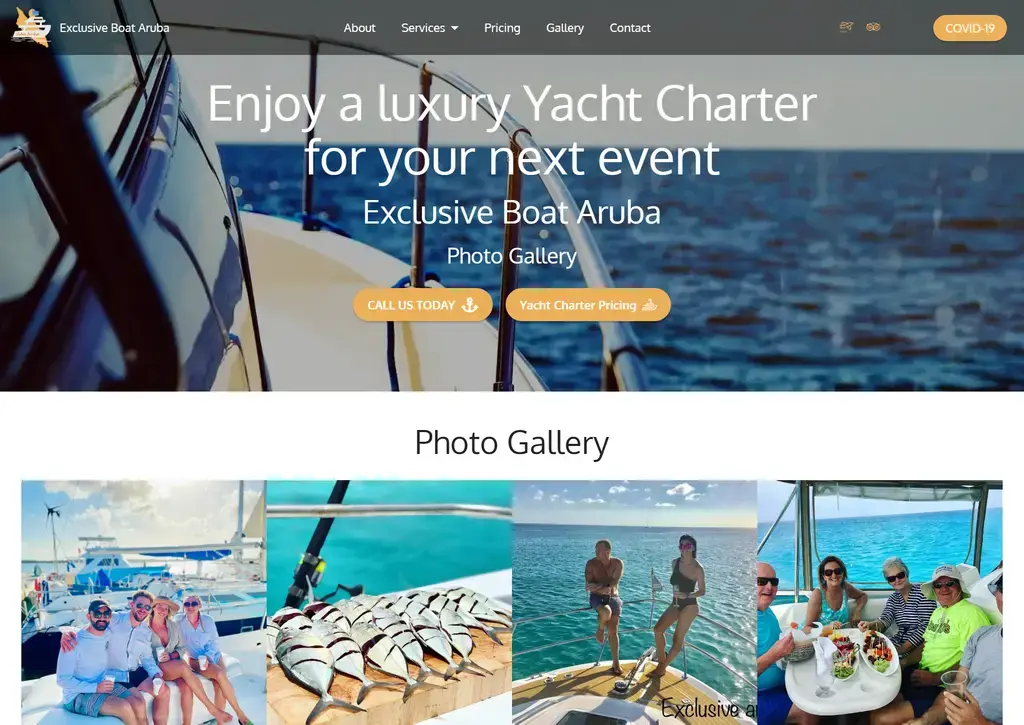 Exclusive Boat Aruba
About
Services
Pricing
Gallery
Contact
COVID-19
Enjoy a luxury Yacht Charter
for your next event
Exclusive Boat Aruba
Photo Gallery
CALL US TODAY
Yacht Charter Pricing
Photo Gallery
Exclusive